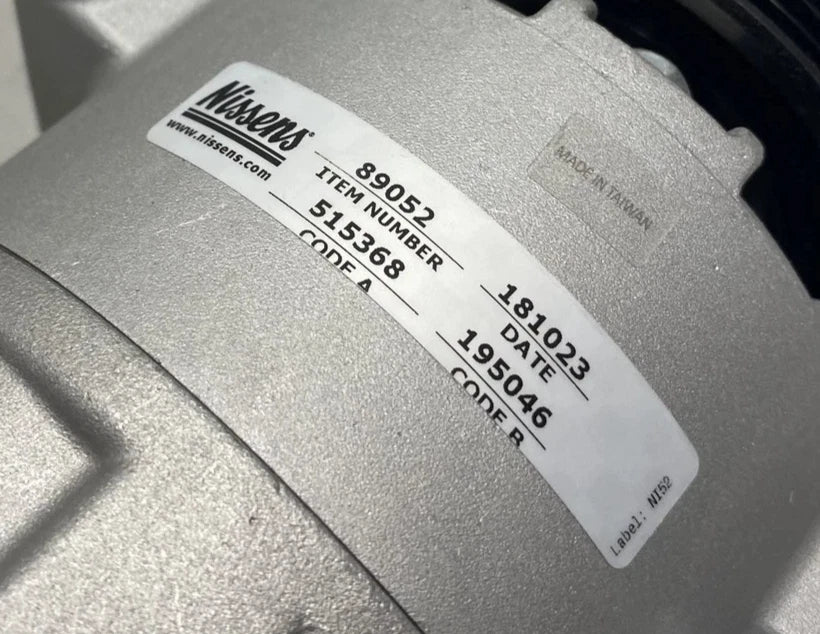 Nissens®
www.nissens.com
89052
ITEM NUMBER
515368
CODE A
181023
DATE
195046
CODE B
Label: NI52
MADE IN TAIWAN